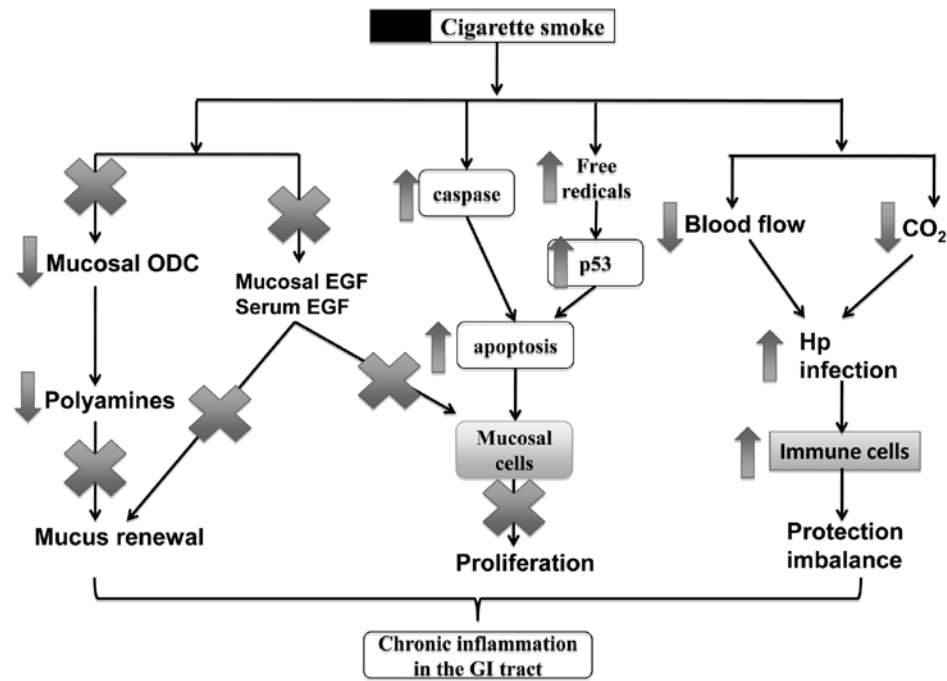 Cigarette smoke
caspase
Free
redicals
Mucosal ODC
Mucosal EGF
Serum EGF
p53
Blood flow
CO₂
apoptosis
Hp
infection
Polyamines
Mucosal
cells
Immune cells
Mucus renewal
Proliferation
Protection
imbalance
Chronic inflammation
in the GI tract